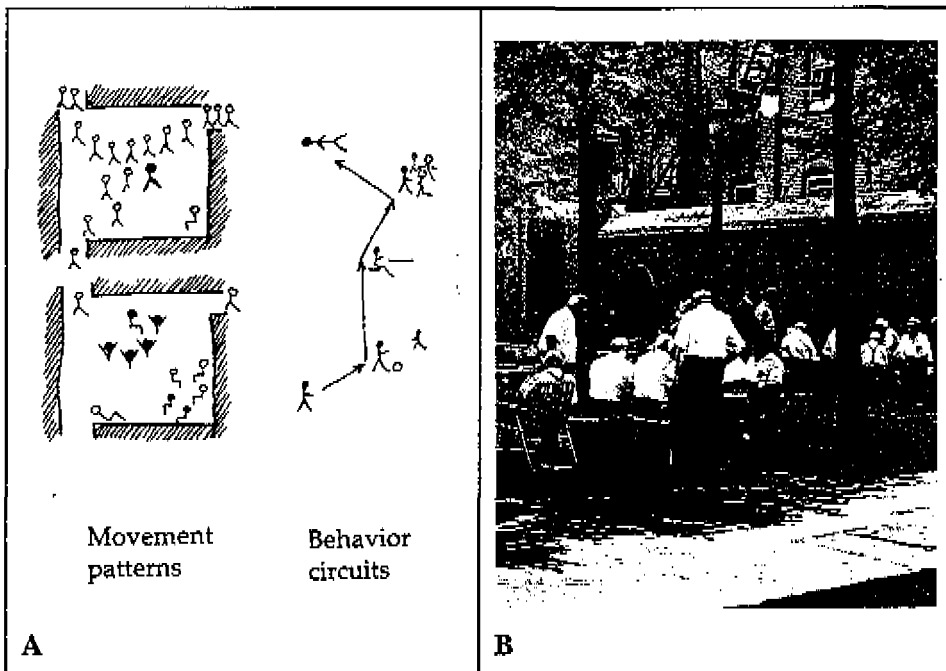 Movement
patterns
Behavior
circuits
A
B